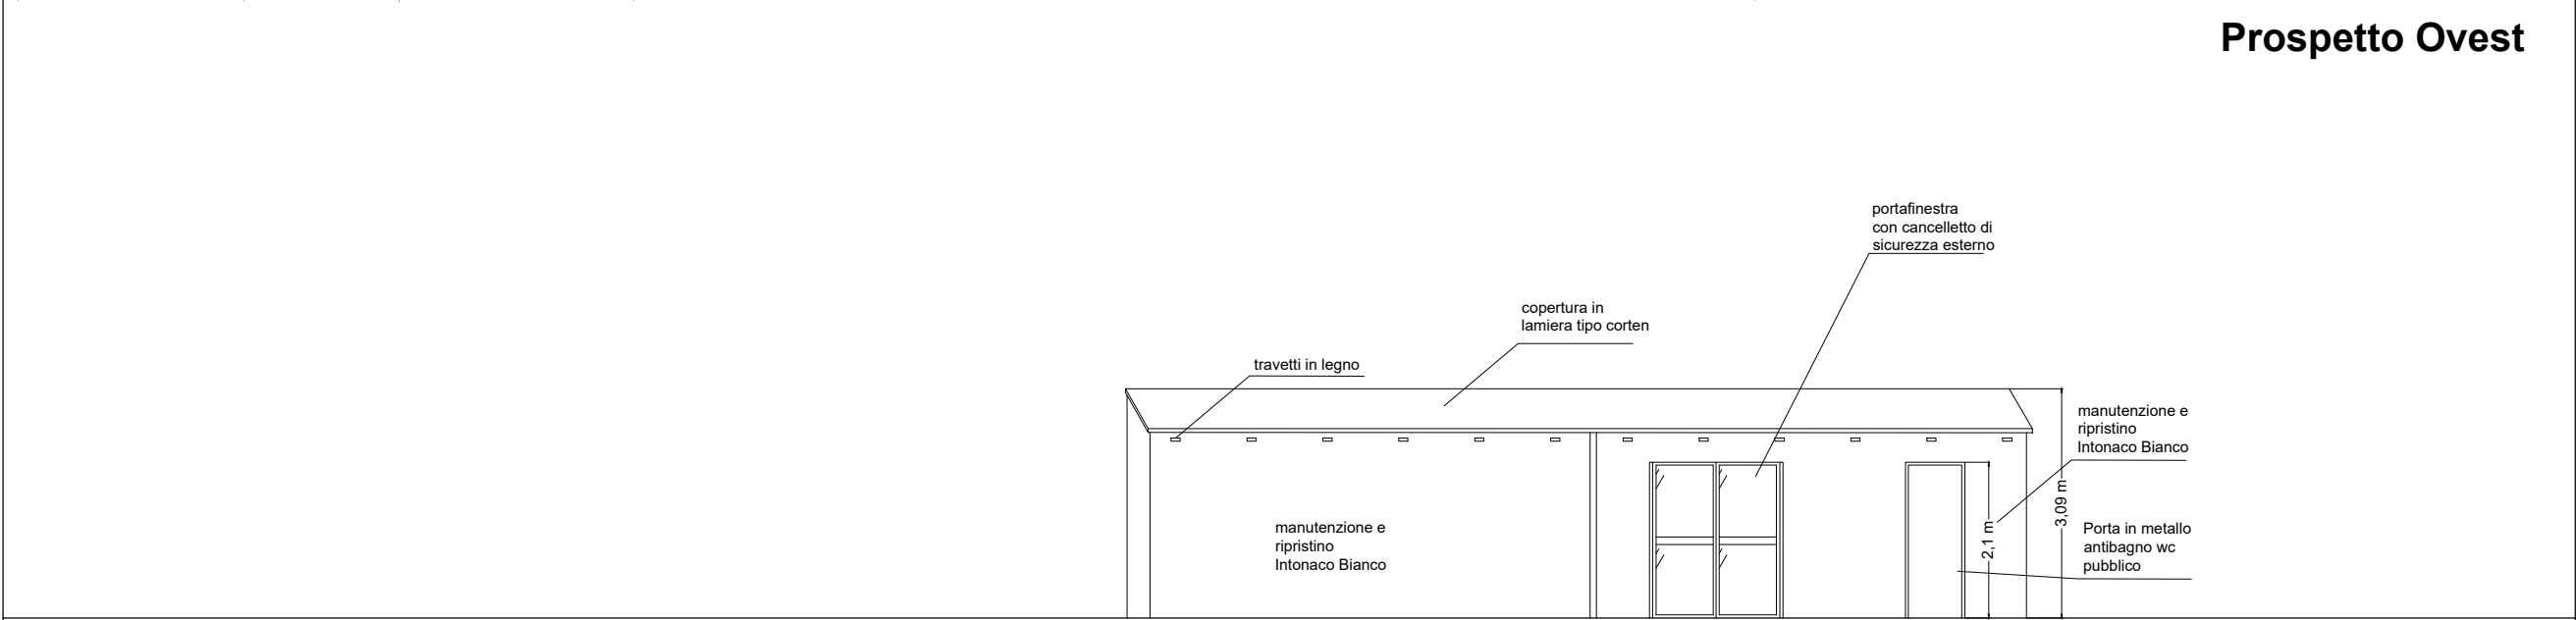 Prospetto Ovest
portafinestra
con cancelletto di
sicurezza esterno
copertura in
lamiera tipo corten
travetti in legno
manutenzione e
ripristino
Intonaco Bianco
3,09 m
2,1 m
manutenzione e
ripristino
Intonaco Bianco
Porta in metallo
antibagno wc
pubblico